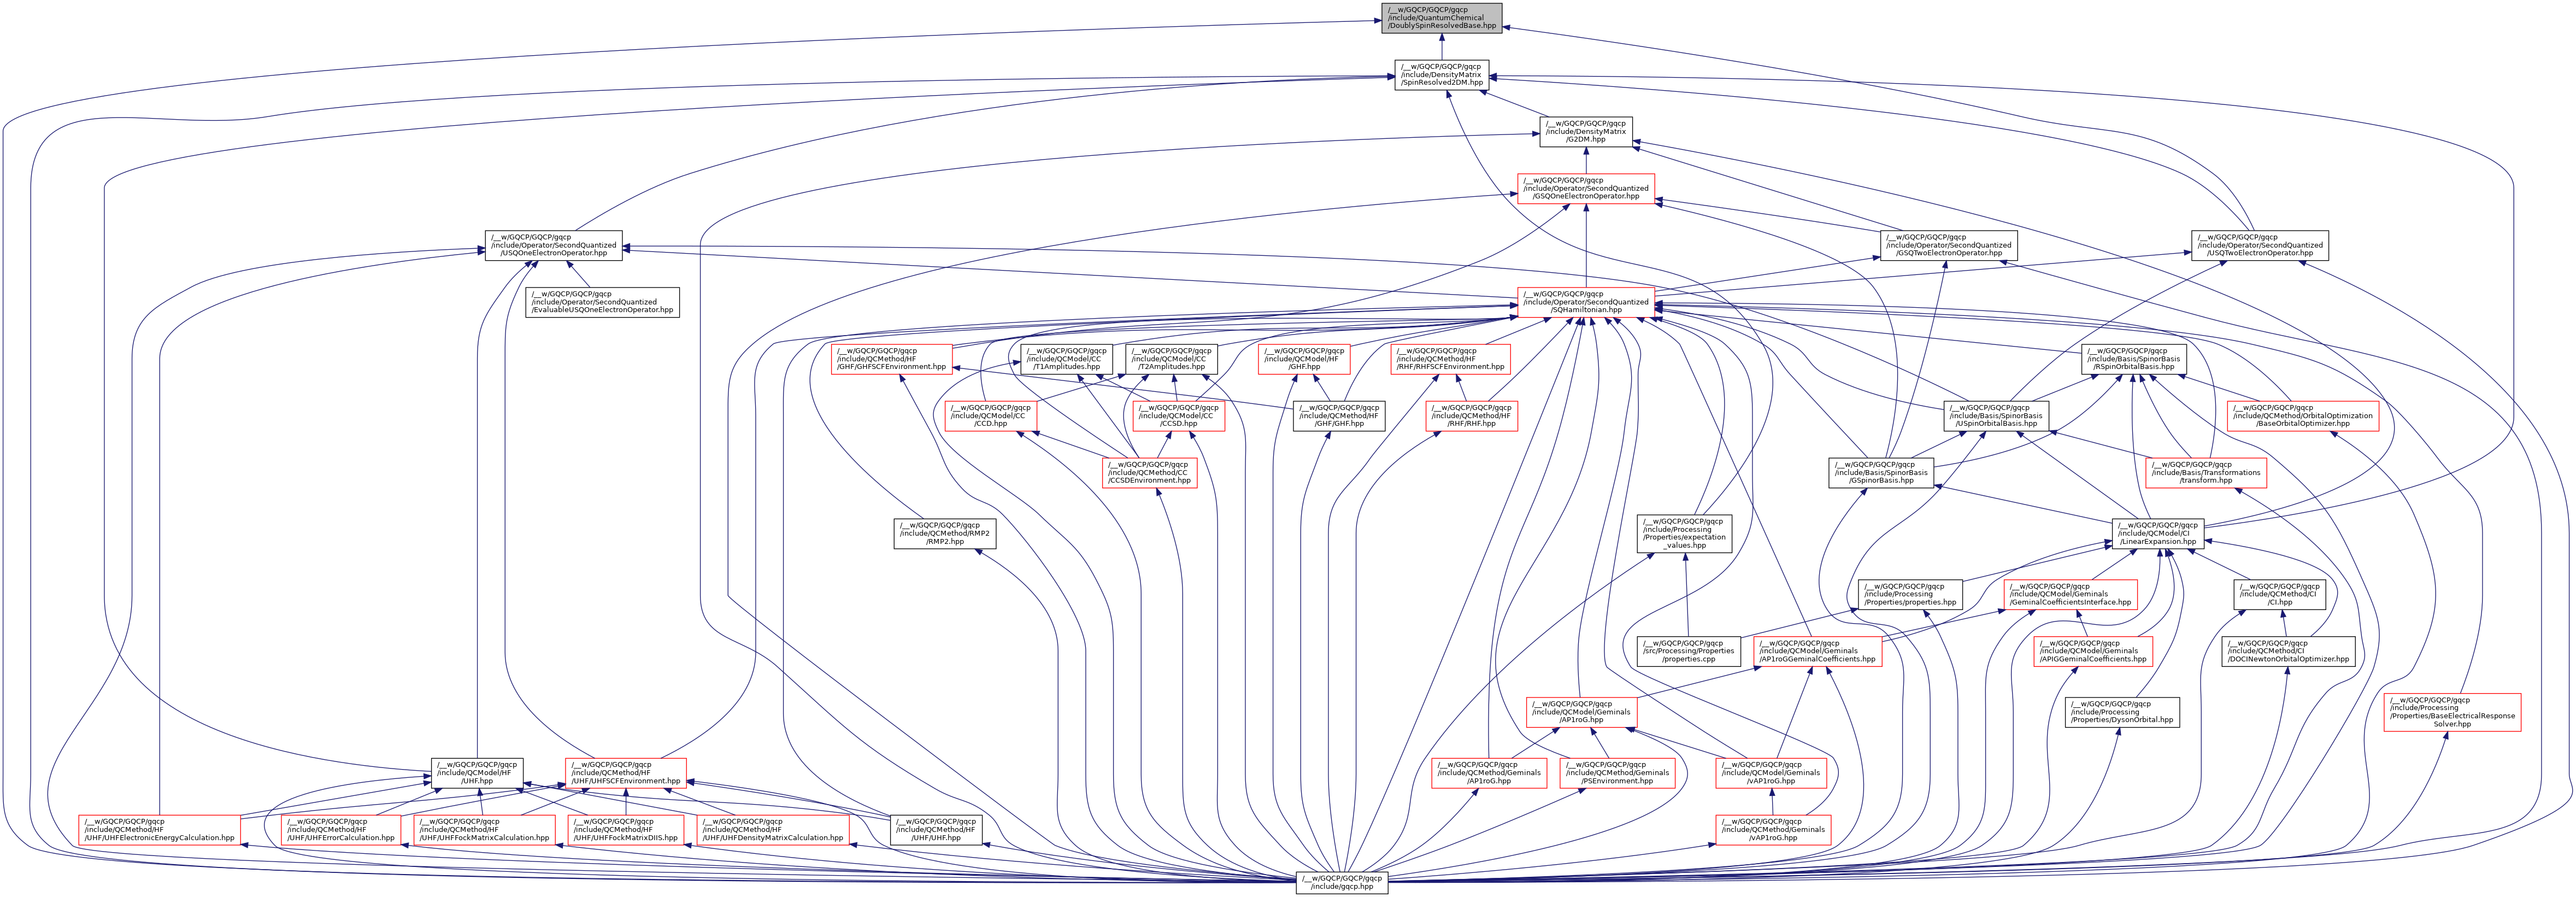 /__w/GQCP/GQCP/gqcp
/include/QuantumChemical
/DoublySpinResolvedBase.hpp
/__w/GQCP/GQCP/gqcp
/include/DensityMatrix
/SpinResolved2DM.hpp
/__w/GQCP/GQCP/gqcp
/include/DensityMatrix
/G2DM.hpp
/__w/GQCP/GQCP/gqcp
/include/Operator/SecondQuantized
/GSQOneElectronOperator.hpp
/__w/GQCP/GQCP/gqcp
/include/Operator/SecondQuantized
/USQOneElectronOperator.hpp
/__w/GQCP/GQCP/gqcp
/include/Operator/SecondQuantized
/GSQTwoElectronOperator.hpp
/__w/GQCP/GQCP/gqcp
/include/Operator/SecondQuantized
/USQTwoElectronOperator.hpp
/__w/GQCP/GQCP/gqcp
/include/Operator/SecondQuantized
/EvaluableUSQOneElectronOperator.hpp
/__w/GQCP/GQCP/gqcp
/include/Operator/SecondQuantized
/SQHamiltonian.hpp
/__w/GQCP/GQCP/gqcp
/include/QCMethod/HF
/GHF/GHFSCFEnvironment.hpp
/__w/GQCP/GQCP/gqcp
/include/QCModel/CC
/T1Amplitudes.hpp
/__w/GQCP/GQCP/gqcp
/include/QCModel/CC
/T2Amplitudes.hpp
/__w/GQCP/GQCP/gqcp
/include/QCModel/HF
/GHF.hpp
/__w/GQCP/GQCP/gqcp
/include/QCMethod/HF
/RHF/RHFSCFEnvironment.hpp
/__w/GQCP/GQCP/gqcp
/include/Basis/SpinorBasis
/RSpinOrbitalBasis.hpp
/__w/GQCP/GQCP/gqcp
/include/QCModel/CC
/CCD.hpp
/__w/GQCP/GQCP/gqcp
/include/QCModel/CC
/CCSD.hpp
/__w/GQCP/GQCP/gqcp
/include/QCMethod/HF
/GHF/GHF.hpp
/__w/GQCP/GQCP/gqcp
/include/QCMethod/HF
/RHF/RHF.hpp
/__w/GQCP/GQCP/gqcp
/include/Basis/SpinorBasis
/USpinOrbitalBasis.hpp
/__w/GQCP/GQCP/gqcp
/include/QCMethod/OrbitalOptimization
/BaseOrbitalOptimizer.hpp
/__w/GQCP/GQCP/gqcp
/include/QCMethod/CC
/CCSDEnvironment.hpp
/__w/GQCP/GQCP/gqcp
/include/Basis/SpinorBasis
/GSpinorBasis.hpp
/__w/GQCP/GQCP/gqcp
/include/Basis/Transformations
/transform.hpp
/__w/GQCP/GQCP/gqcp
/include/QCMethod/RMP2
/RMP2.hpp
/__w/GQCP/GQCP/gqcp
/include/Processing
/Properties/expectation
_values.hpp
/__w/GQCP/GQCP/gqcp
/include/QCModel/CI
/LinearExpansion.hpp
/__w/GQCP/GQCP/gqcp
/include/Processing
/Properties/properties.hpp
/__w/GQCP/GQCP/gqcp
/include/QCModel/Geminals
/GeminalCoefficientsInterface.hpp
/__w/GQCP/GQCP/gqcp
/include/QCMethod/CI
/CI.hpp
/__w/GQCP/GQCP/gqcp
/src/Processing/Properties
/properties.cpp
/__w/GQCP/GQCP/gqcp
/include/QCModel/Geminals
/AP1roGGeminalCoefficients.hpp
/__w/GQCP/GQCP/gqcp
/include/QCModel/Geminals
/APIGGeminalCoefficients.hpp
/__w/GQCP/GQCP/gqcp
/include/QCMethod/CI
/DOCINewtonOrbitalOptimizer.hpp
/__w/GQCP/GQCP/gqcp
/include/QCModel/Geminals
/AP1roG.hpp
/__w/GQCP/GQCP/gqcp
/include/Processing
/Properties/DysonOrbital.hpp
/__w/GQCP/GQCP/gqcp
/include/Processing
/Properties/BaseElectricalResponse
Solver.hpp
/__w/GQCP/GQCP/gqcp
/include/QCModel/HF
/UHF.hpp
/__w/GQCP/GQCP/gqcp
/include/QCMethod/HF
/UHF/UHFSCFEnvironment.hpp
/__w/GQCP/GQCP/gqcp
/include/QCMethod/Geminals
/AP1roG.hpp
/__w/GQCP/GQCP/gqcp
/include/QCMethod/Geminals
/PSEnvironment.hpp
/__w/GQCP/GQCP/gqcp
/include/QCModel/Geminals
/vAP1roG.hpp
/__w/GQCP/GQCP/gqcp
/include/QCMethod/HF
/UHF/UHFElectronicEnergyCalculation.hpp
/__w/GQCP/GQCP/gqcp
/include/QCMethod/HF
/UHF/UHFErrorCalculation.hpp
/__w/GQCP/GQCP/gqcp
/include/QCMethod/HF
/UHF/UHFFockMatrixCalculation.hpp
/__w/GQCP/GQCP/gqcp
/include/QCMethod/HF
/UHF/UHFFockMatrixDIIS.hpp
/__w/GQCP/GQCP/gqcp
/include/QCMethod/HF
/UHF/UHFDensityMatrixCalculation.hpp
/__w/GQCP/GQCP/gqcp
/include/QCMethod/HF
/UHF/UHF.hpp
/__w/GQCP/GQCP/gqcp
/include/QCMethod/Geminals
/vAP1roG.hpp
/__w/GQCP/GQCP/gqcp
/include/gqcp.hpp